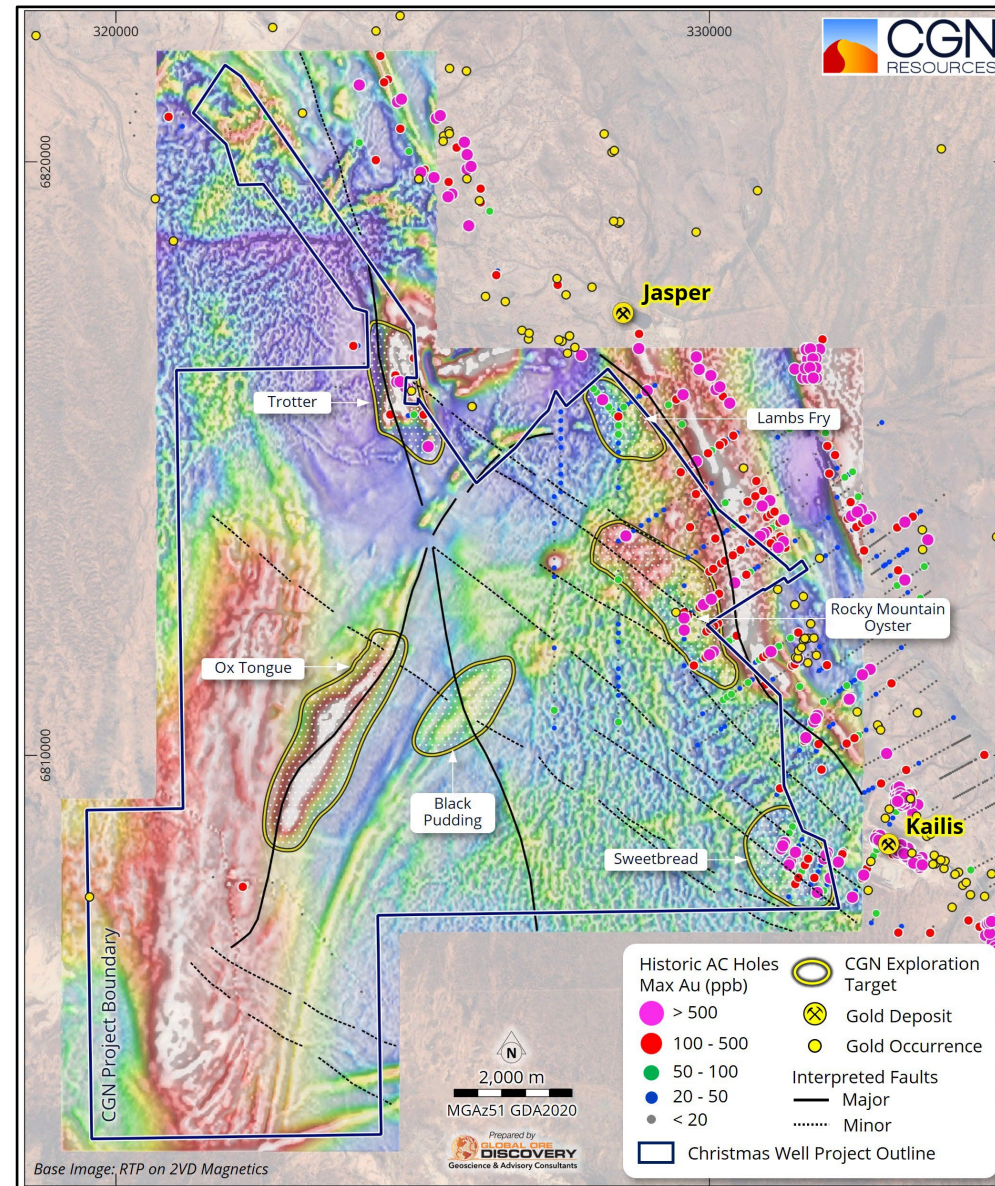 320000
330000
CGN
RESOURCES
6820000
Jasper
Trotter
Lambs Fry
Rocky Mountain
Oyster
Ox Tongue
6810000
Black
Pudding
Kailis
Sweetbread
CGN Project Boundary
Historic AC Holes
Max Au (ppb)
> 500
100 - 500
50 - 100
20 - 50
< 20
CGN Exploration
Target
Gold Deposit
Gold Occurrence
Interpreted Faults
Major
Minor
Christmas Well Project Outline
N
2,000 m
MGAz51 GDA2020
Prepared by
GLOBAL ORE
DISCOVERY
Geoscience & Advisory Consultants
Base Image: RTP on 2VD Magnetics